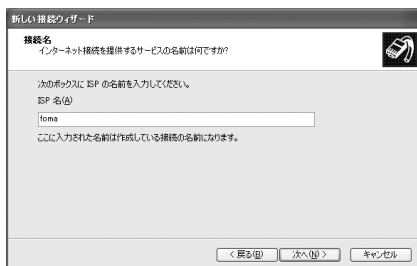 新しい接続ウィザード
接続名
インターネット接続を提供するサービスの名前は何ですか?
次のボックスに ISP の名前を入力してください。
ISP 名(A)
foma
ここに入力された名前は作成している接続の名前になります。
< 戻る(B) 次へ(N) > キャンセル